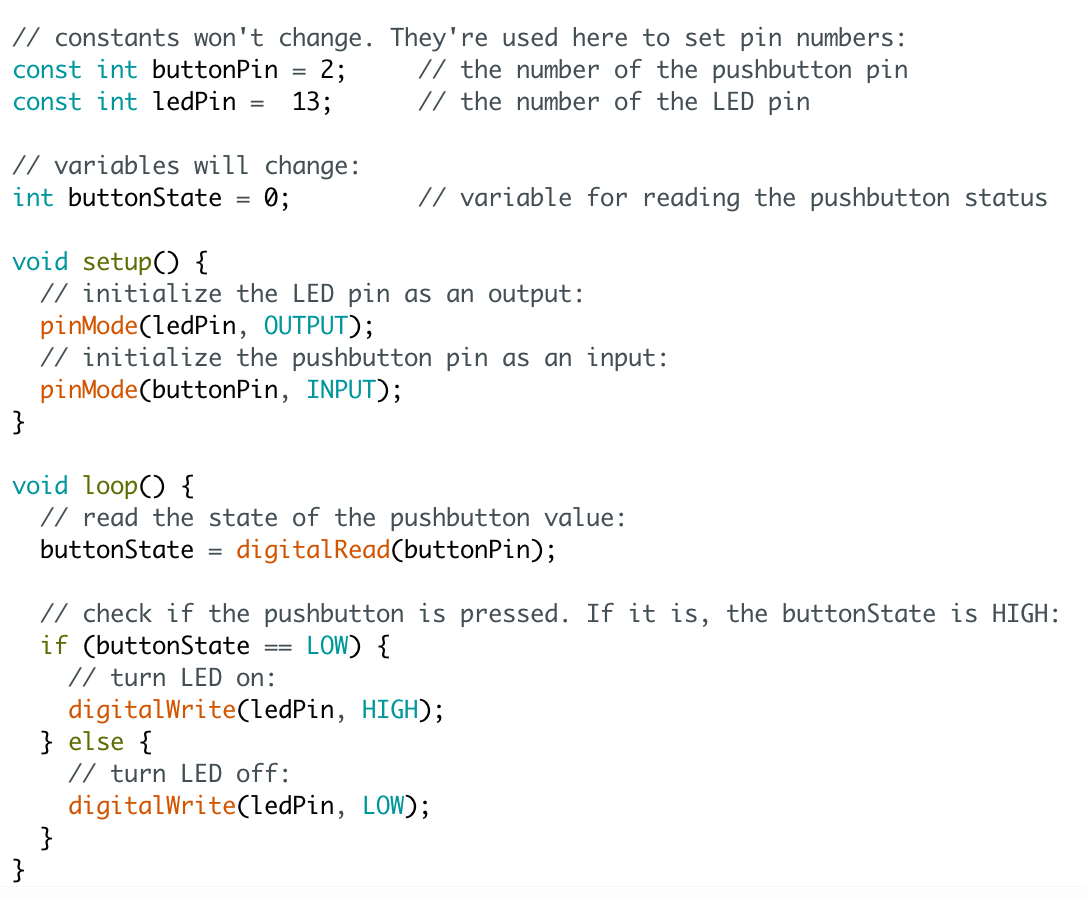 // constants won't change. They're used here to set pin numbers:
const int buttonPin = 2;     // the number of the pushbutton pin
const int ledPin =  13;      // the number of the LED pin

// variables will change:
int buttonState = 0;         // variable for reading the pushbutton status

void setup() {
  // initialize the LED pin as an output:
  pinMode(ledPin, OUTPUT);
  // initialize the pushbutton pin as an input:
  pinMode(buttonPin, INPUT);
}

void loop() {
  // read the state of the pushbutton value:
  buttonState = digitalRead(buttonPin);

  // check if the pushbutton is pressed. If it is, the buttonState is HIGH:
  if (buttonState == LOW) {
    // turn LED on:
    digitalWrite(ledPin, HIGH);
  } else {
    // turn LED off:
    digitalWrite(ledPin, LOW);
  }
}